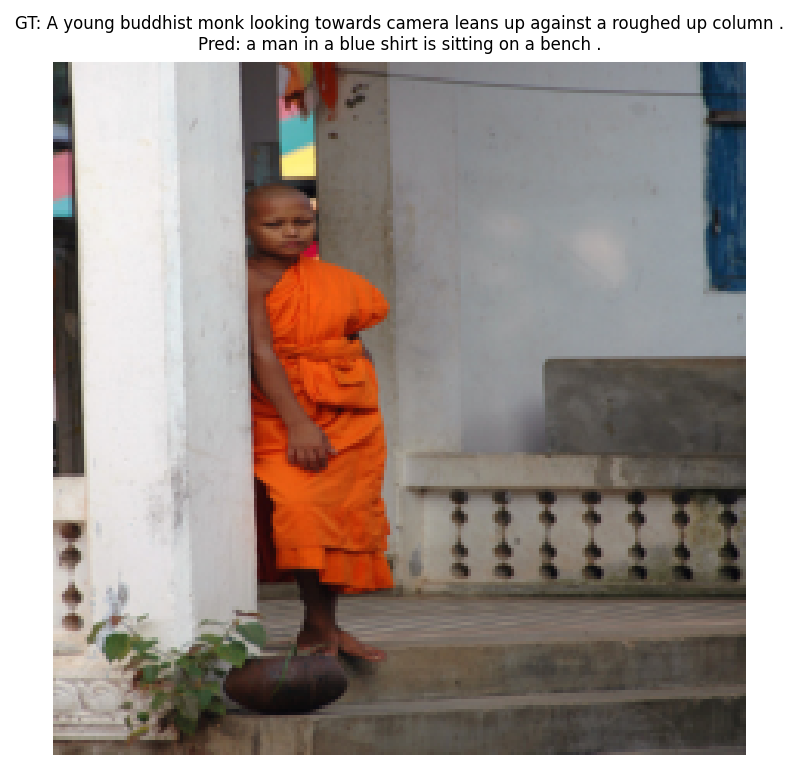 GT: A young buddhist monk looking towards camera leans up against a roughed up column .
Pred: a man in a blue shirt is sitting on a bench .